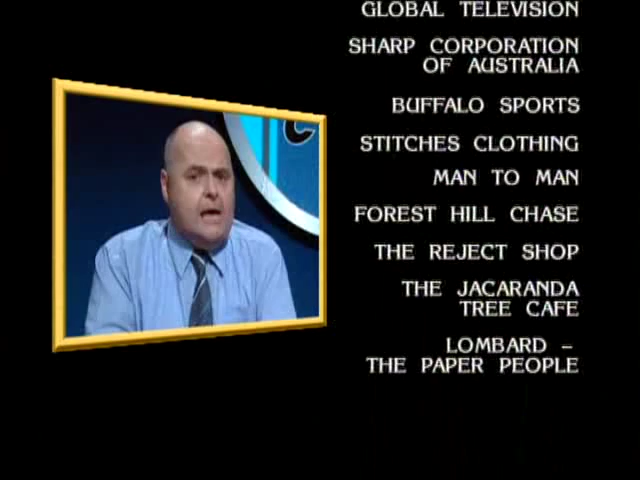 GLOBAL TELEVISION
SHARP CORPORATION
OF AUSTRALIA
BUFFALO SPORTS
STITCHES CLOTHING
MAN TO MAN
FOREST HILL CHASE
THE REJECT SHOP
THE JACARANDA
TREE CAFE
LOMBARD –
THE PAPER PEOPLE